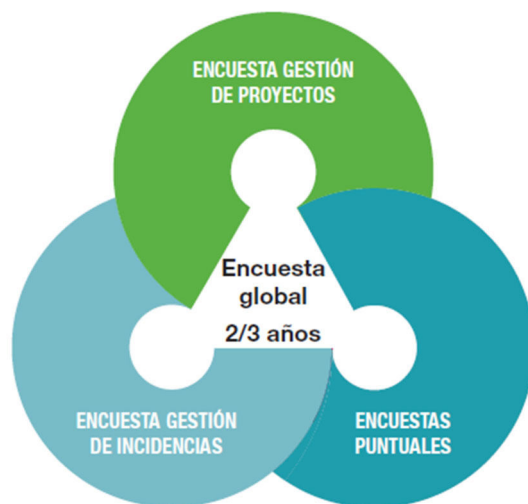 ENCUESTA GESTIÓN
DE PROYECTOS
Encuesta
global
2/3 años
ENCUESTA GESTIÓN
DE INCIDENCIAS
ENCUESTAS
PUNTUALES